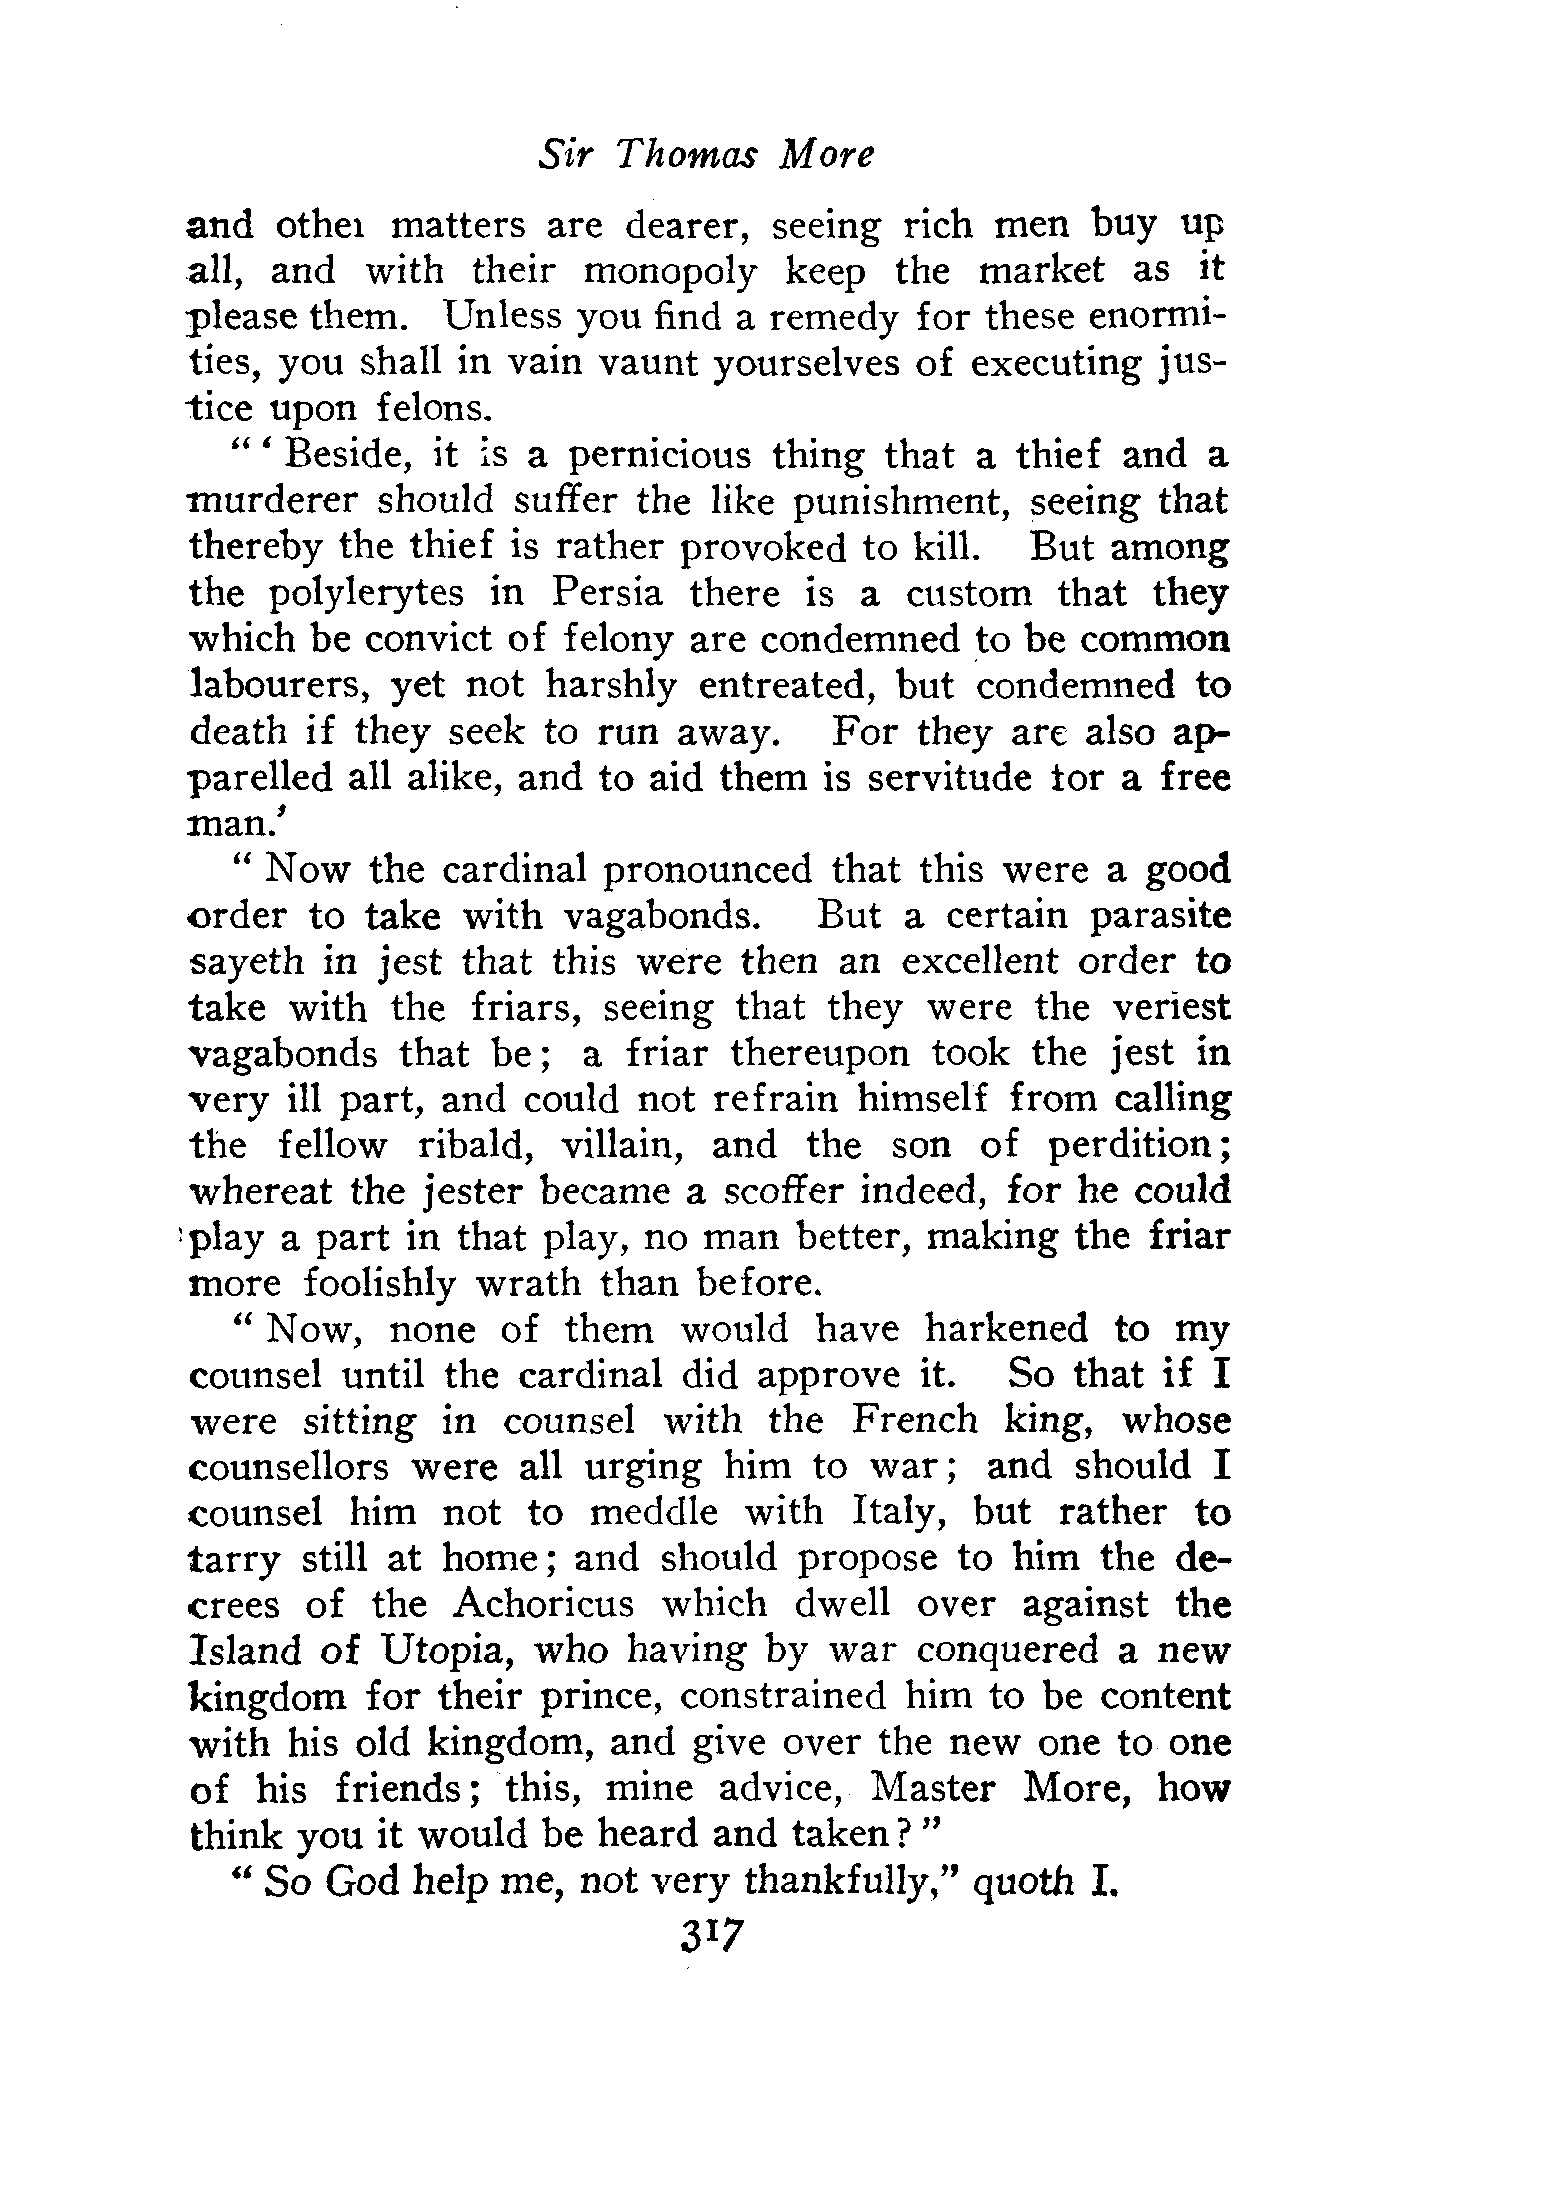 Sir Thomas More
and other matters are dearer, seeing rich men buy up
all, and with their monopoly keep the market as it
please them. Unless you find a remedy for these enormi-
ties, you shall in vain vaunt yourselves of executing jus-
tice upon felons.
" ' Beside, it is a pernicious thing that a thief and a
murderer should suffer the like punishment, seeing that
thereby the thief is rather provoked to kill. But among
the polylerytes in Persia there is a custom that they
which be convict of felony are condemned to be common
labourers, yet not harshly entreated, but condemned to
death if they seek to run away. For they are also ap-
parelled all alike, and to aid them is servitude for a free
man.'
" Now the cardinal pronounced that this were a good
order to take with vagabonds. But a certain parasite
sayeth in jest that this were then an excellent order to
take with the friars, seeing that they were the veriest
vagabonds that be; a friar thereupon took the jest in
very ill part, and could not refrain himself from calling
the fellow ribald, villain, and the son of perdition;
whereat the jester became a scoffer indeed, for he could
play a part in that play, no man better, making the friar
more foolishly wrath than before.
" Now, none of them would have harkened to my
counsel until the cardinal did approve it. So that if I
were sitting in counsel with the French king, whose
counsellors were all urging him to war; and should I
counsel him not to meddle with Italy, but rather to
tarry still at home; and should propose to him the de-
crees of the Achoricus which dwell over against the
Island of Utopia, who having by war conquered a new
kingdom for their prince, constrained him to be content
with his old kingdom, and give over the new one to one
of his friends; this, mine advice, Master More, how
think you it would be heard and taken? "
" So God help me, not very thankfully," quoth I.
317